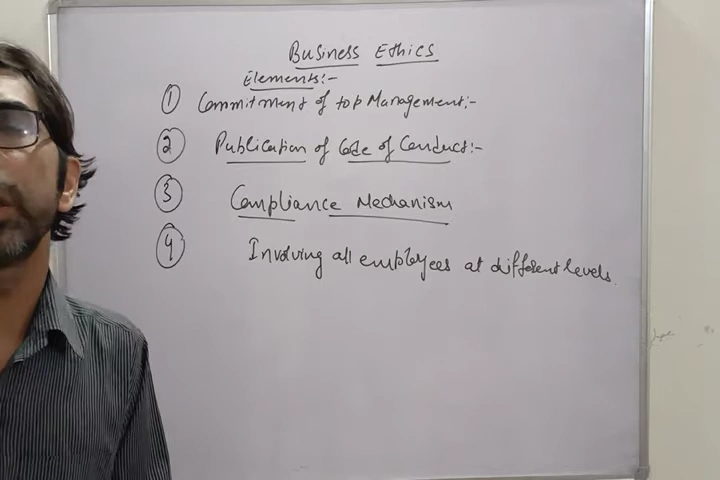 Business Ethics
Elements:-
① Commitment of top Management:-
② Publication of Code of Conduct:-
③ Compliance Mechanism
④ Involving all employees at different levels.